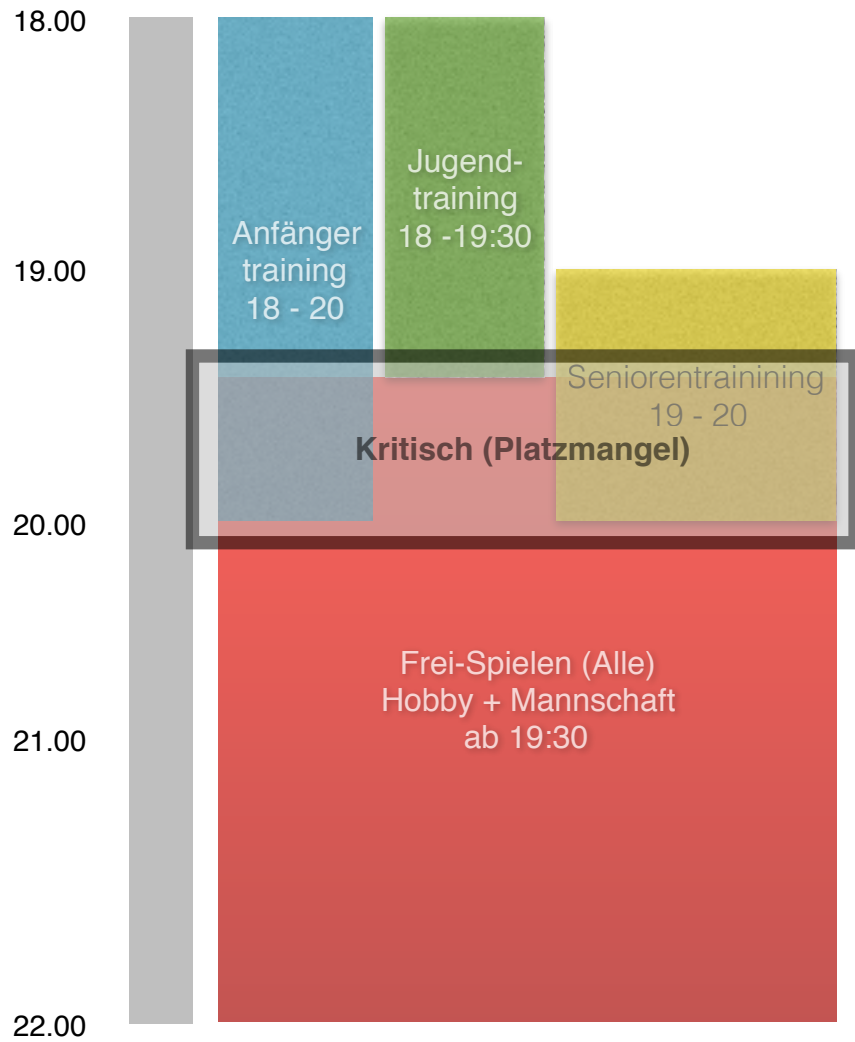 18.00
Jugend-
training
18 -19:30
Anfänger
training
18 - 20
19.00
Seniorentrainining
19 - 20
Kritisch (Platzmangel)
20.00
Frei-Spielen (Alle)
Hobby + Mannschaft
ab 19:30
21.00
22.00